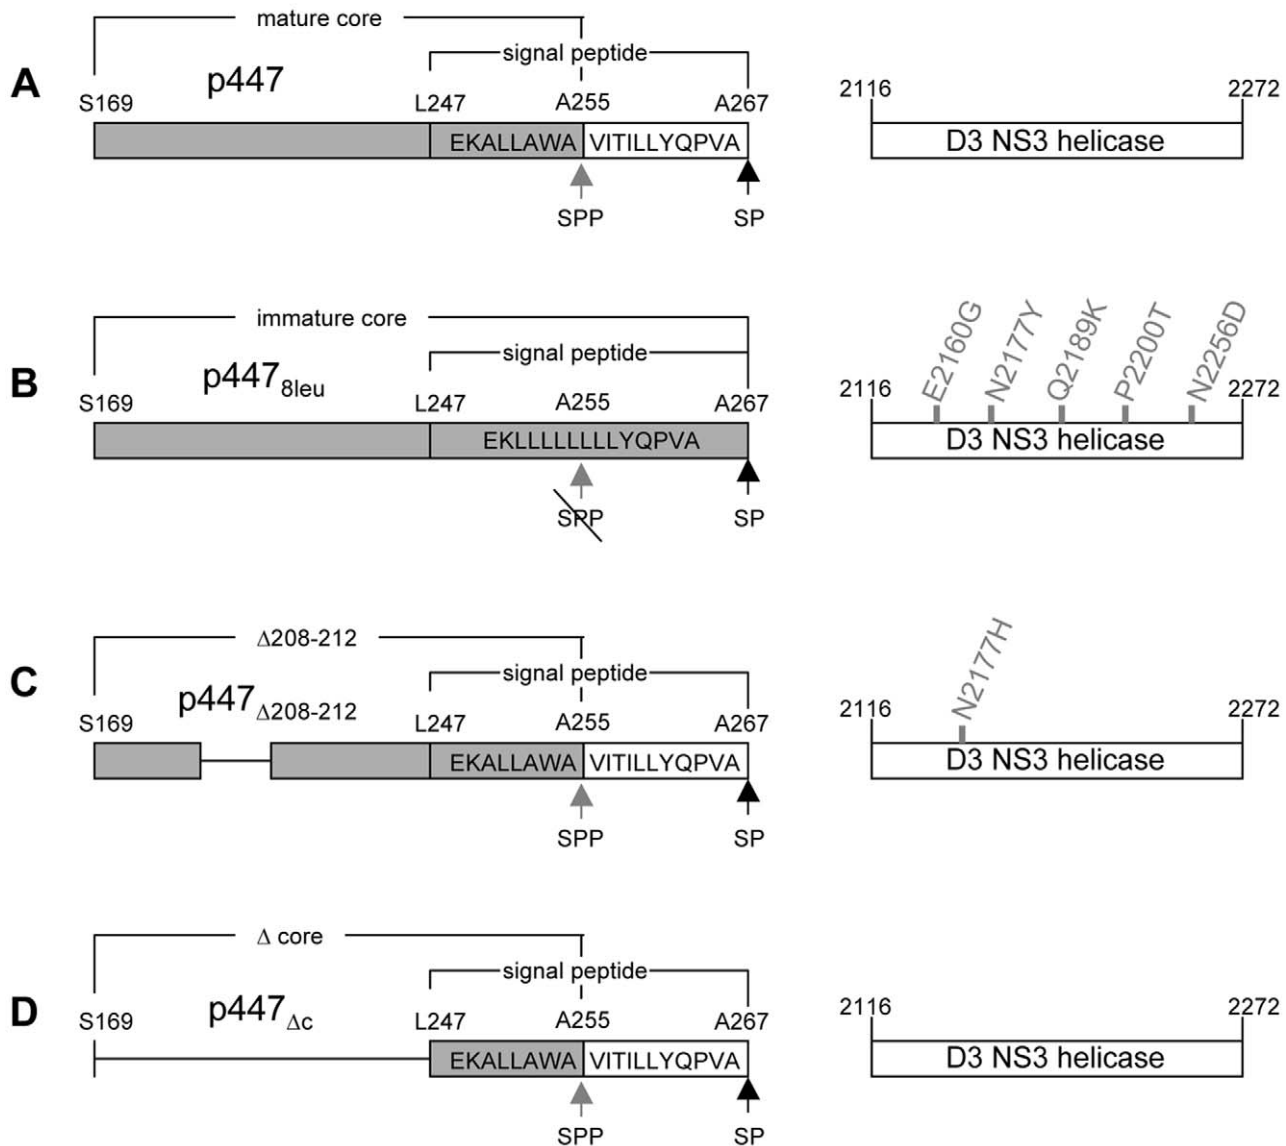 mature core
signal peptide
A
p447
S169
L247
A255
A267
2116
2272
EKALLAWA
VITILLYQPVA
D3 NS3 helicase
SPP
SP
immature core
signal peptide
B
p4478leu
S169
L247
A255
A267
2116
E2160G
N2177Y
Q2189K
P2200T
N2256D
2272
EKLLLLLLLLYQPVA
D3 NS3 helicase
SPP
SP
Δ208-212
signal peptide
C
p447Δ208-212
S169
L247
A255
A267
2116
N2177H
2272
EKALLAWA
VITILLYQPVA
D3 NS3 helicase
SPP
SP
Δ core
signal peptide
D
p447Δc
S169
L247
A255
A267
2116
2272
EKALLAWA
VITILLYQPVA
D3 NS3 helicase
SPP
SP